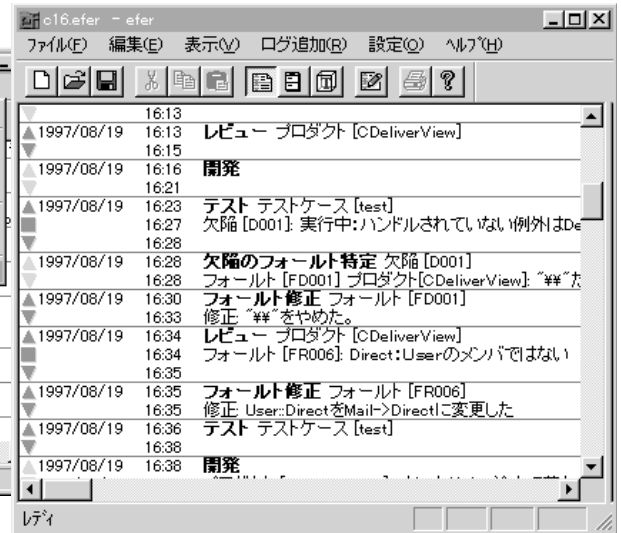 c16.efer - efer
ﾌｧｲﾙ(F) 編集(E) 表示(V) ログ追加(R) 設定(O) ﾍﾙﾌﾟ(H)
16:13
1997/08/19 16:13 レビュー プロダクト [CDeliverView]
16:15
1997/08/19 16:16 開発
16:21
1997/08/19 16:23 テスト テストケース [test]
16:27 欠陥 [D001]: 実行中:ハンドルされていない例外はDe
16:28
1997/08/19 16:28 欠陥のフォールト特定 欠陥 [D001]
16:28 フォールト [FD001] プロダクト[CDeliverView]: "¥¥"た
1997/08/19 16:30 フォールト修正 フォールト [FD001]
16:33 修正: "¥¥"をやめた。
1997/08/19 16:34 レビュー プロダクト [CDeliverView]
16:34 フォールト [FR006]: Direct:Userのメンバではない
16:35
1997/08/19 16:35 フォールト修正 フォールト [FR006]
16:35 修正: User::DirectをMail->Directに変更した
1997/08/19 16:36 テスト テストケース [test]
16:38
1997/08/19 16:38 開発
ﾚﾃﾞｨ